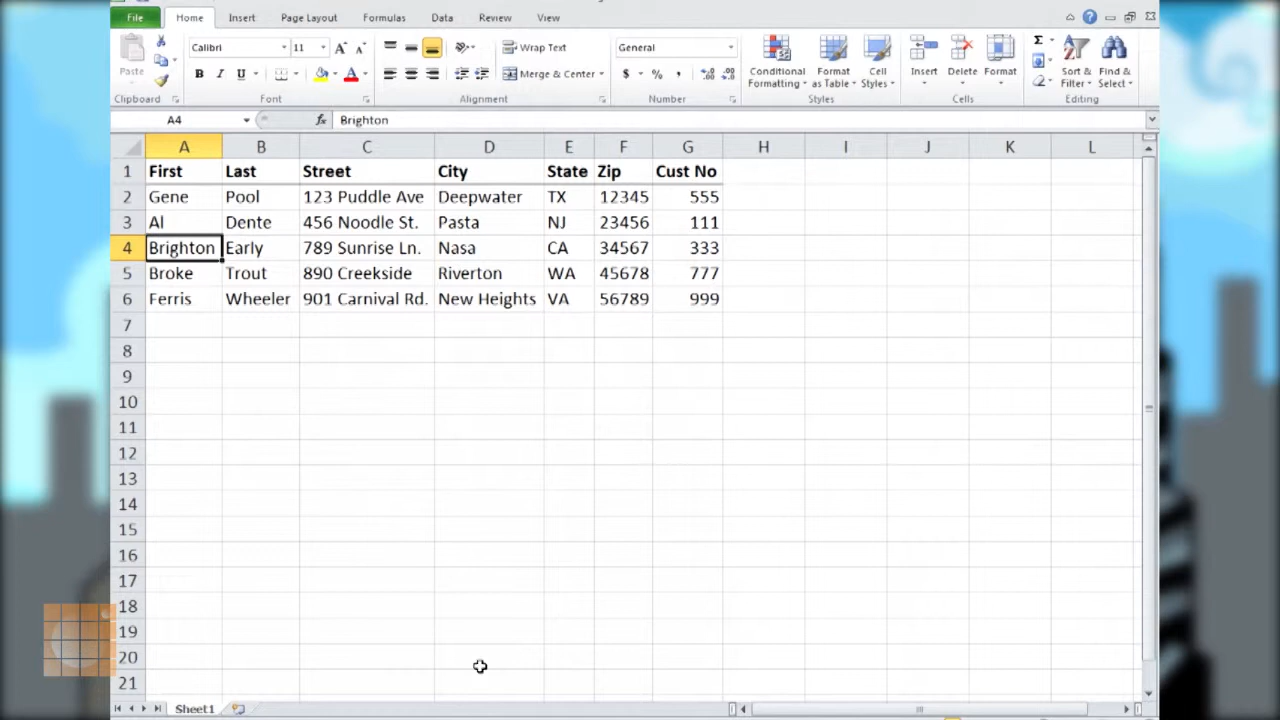 File Home Insert Page Layout Formulas Data Review View
Calibri 11 Wrap Text General
Paste B I U Merge & Center $ % , Conditional Formatting Format as Table Cell Styles Insert Delete Format Σ Sort & Filter Find & Select
Clipboard Font Alignment Number Styles Cells Editing
A4 fx Brighton
A B C D E F G H I J K L
1 First Last Street City State Zip Cust No
2 Gene Pool 123 Puddle Ave Deepwater TX 12345 555
3 Al Dente 456 Noodle St. Pasta NJ 23456 111
4 Brighton Early 789 Sunrise Ln. Nasa CA 34567 333
5 Broke Trout 890 Creekside Riverton WA 45678 777
6 Ferris Wheeler 901 Carnival Rd. New Heights VA 56789 999
7
8
9
10
11
12
13
14
15
16
17
18
19
20
21
Sheet1